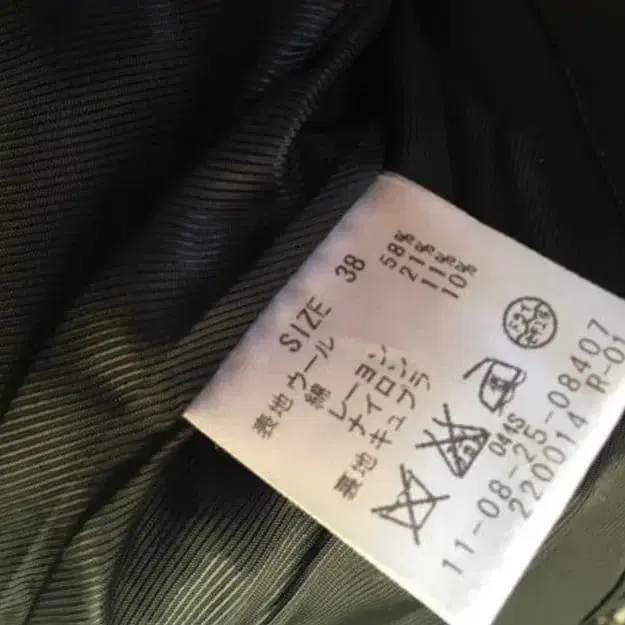 SIZE 38
表地 ウール 58%
綿 21%
レーヨン 11%
ナイロン 10%
裏地 キュプラ
041S
11-08-25-08407
220014 R-01